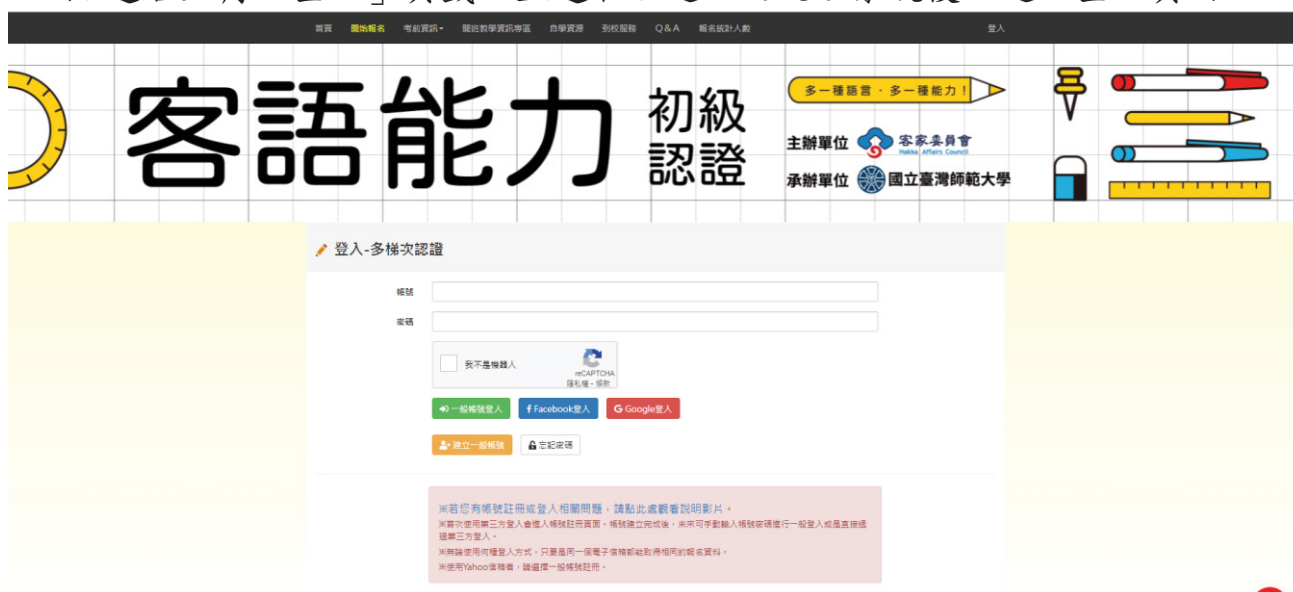 首頁 開始報名 考前資訊 開班教學資訊專區 自學資源 到校服務 Q&A 報名統計人數 登入
客語能力
初級
認證
多一種語言・多一種能力!
主辦單位 客家委員會
Hakka Affairs Council
承辦單位 國立臺灣師範大學
登入-多梯次認證
帳號
密碼
我不是機器人
reCAPTCHA
隱私權 - 條款
一般帳號登入 Facebook登入 Google登入
建立一般帳號 忘記密碼
※若您有帳號註冊或登入相關問題,請點此處觀看說明影片。
※首次使用第三方登入會進入帳號註冊頁面,帳號建立完成後,未來可手動輸入帳號密碼進行一般登入或是直接透
過第三方登入。
※無論使用何種登入方式,只要是同一個電子信箱都能取得相同的報名資料。
※使用Yahoo信箱者,請選擇一般帳號註冊。